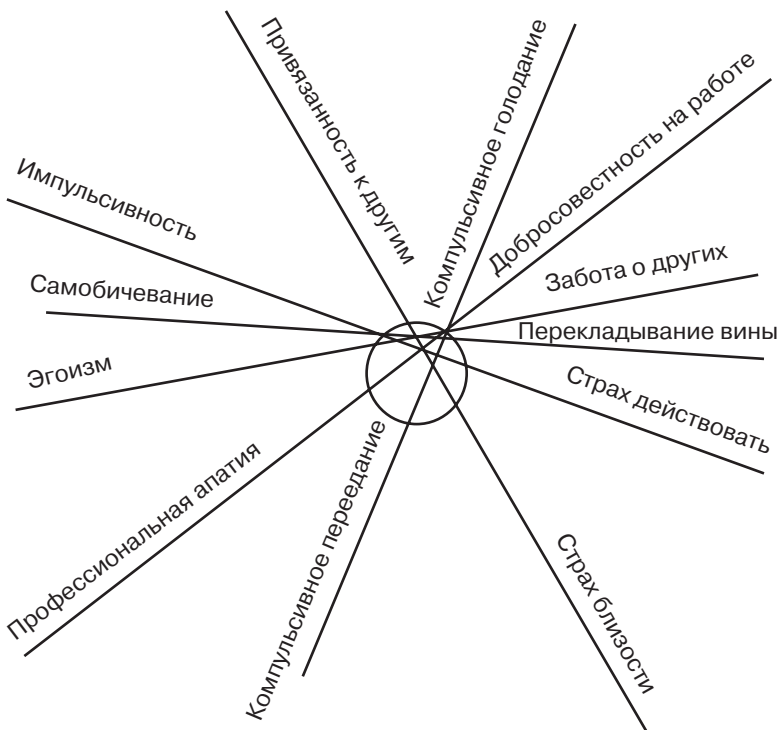 Привязанность к другим
Компульсивное голодание
Добросовестность на работе
Импульсивность
Забота о других
Самобичевание
Перекладывание вины
Эгоизм
Страх действовать
Профессиональная апатия
Компульсивное переедание
Страх близости